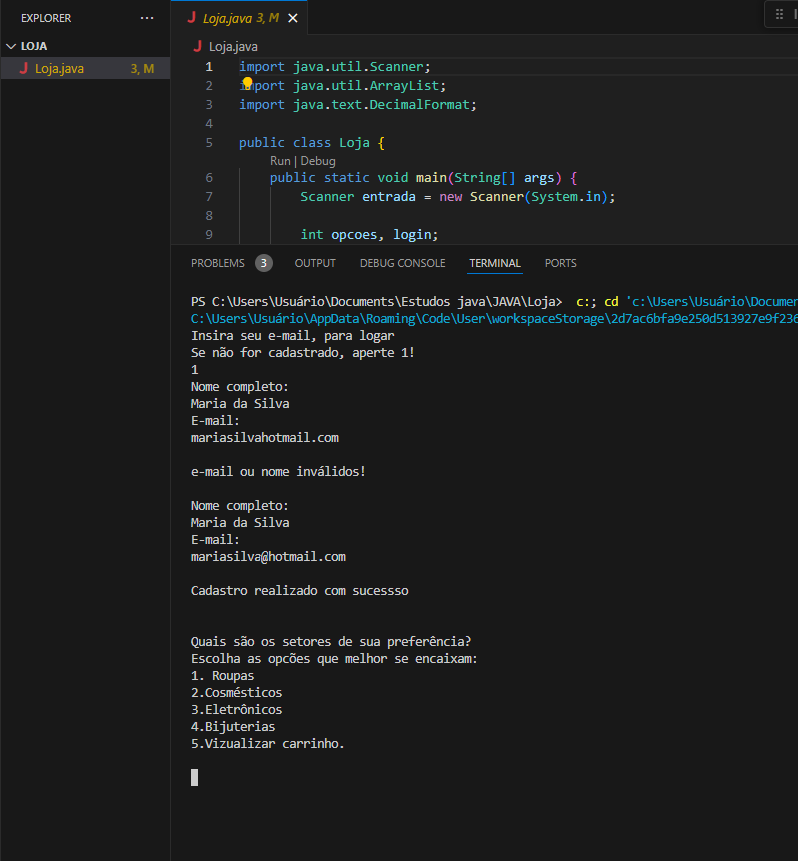 EXPLORER
LOJA
Loja.java 3, M
Loja.java 3, M
Loja.java
1 import java.util.Scanner;
2 import java.util.ArrayList;
3 import java.text.DecimalFormat;
4
5 public class Loja {
Run | Debug
6 public static void main(String[] args) {
7 Scanner entrada = new Scanner(System.in);
8
9 int opcoes, login;
PROBLEMS 3 OUTPUT DEBUG CONSOLE TERMINAL PORTS
PS C:\Users\Usuário\Documents\Estudos java\JAVA\Loja> c:; cd 'c:\Users\Usuário\Documen
C:\Users\Usuário\AppData\Roaming\Code\User\workspaceStorage\2d7ac6bfa9e250d513927e9f236
Insira seu e-mail, para logar
Se não for cadastrado, aperte 1!
1
Nome completo:
Maria da Silva
E-mail:
mariasilvahotmail.com
e-mail ou nome inválidos!
Nome completo:
Maria da Silva
E-mail:
mariasilva@hotmail.com
Cadastro realizado com sucessso
Quais são os setores de sua preferência?
Escolha as opcões que melhor se encaixam:
1. Roupas
2.Cosmésticos
3.Eletrônicos
4.Bijuterias
5.Vizualizar carrinho.